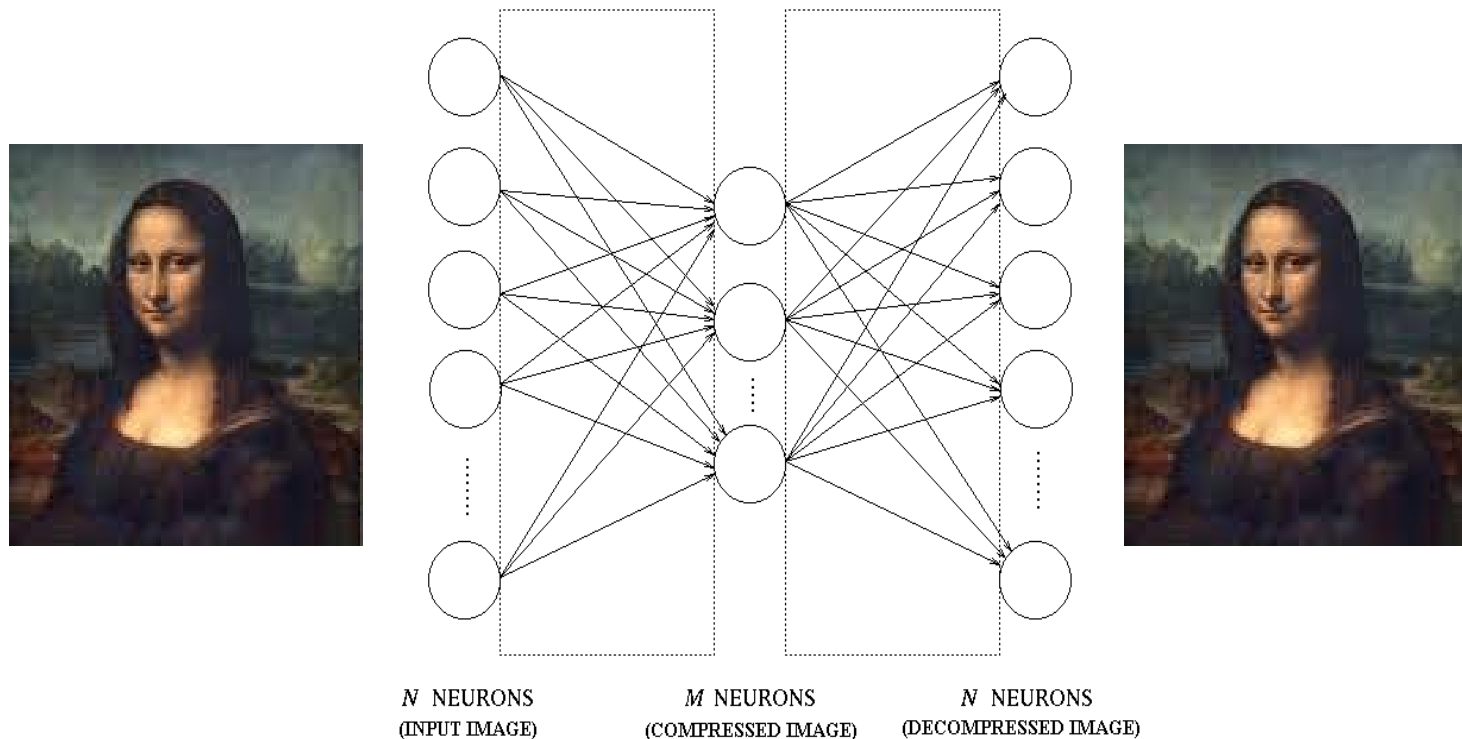 N NEURONS
(INPUT IMAGE)
M NEURONS
(COMPRESSED IMAGE)
N NEURONS
(DECOMPRESSED IMAGE)